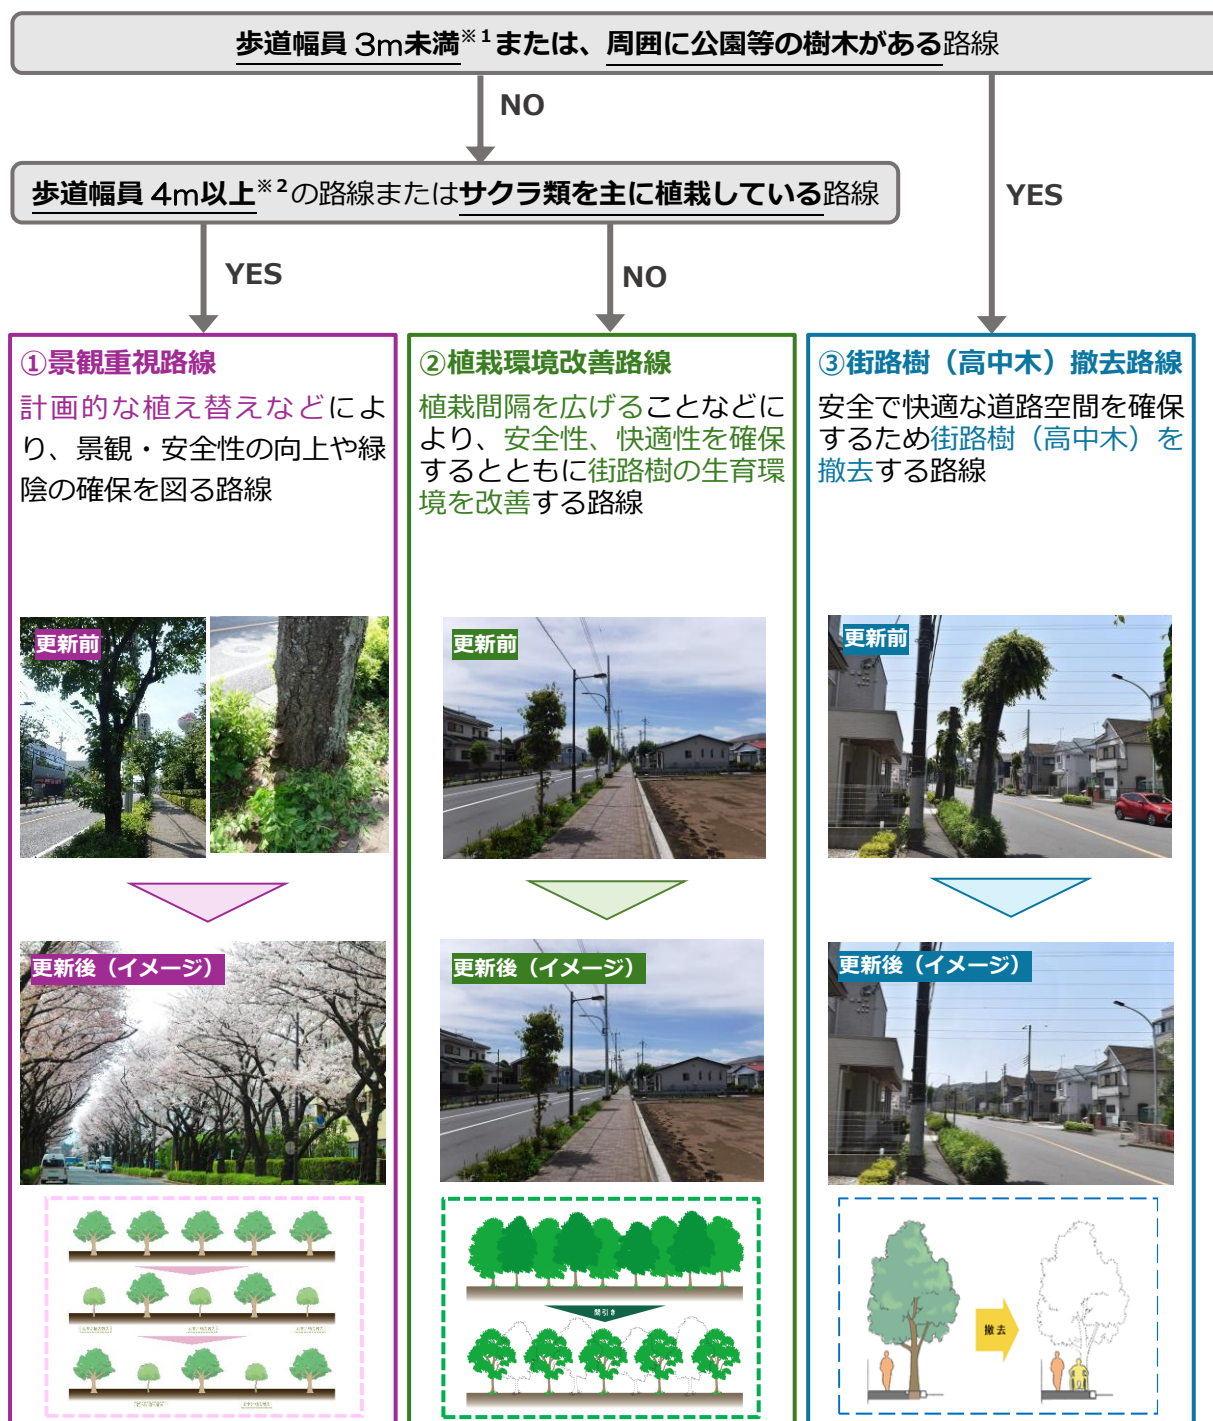 歩道幅員 3m未満※1または、周囲に公園等の樹木がある路線
NO
YES
歩道幅員 4m以上※2の路線またはサクラ類を主に植栽している路線
YES
NO
①景観重視路線
計画的な植え替えなどによ
り、景観・安全性の向上や緑
陰の確保を図る路線
更新前
更新後（イメージ）
②植栽環境改善路線
植栽間隔を広げることなどに
より、安全性、快適性を確保
するとともに街路樹の生育環
境を改善する路線
更新前
更新後（イメージ）
間引き
③街路樹（高中木）撤去路線
安全で快適な道路空間を確保
するため街路樹（高中木）を
撤去する路線
更新前
更新後（イメージ）
撤去